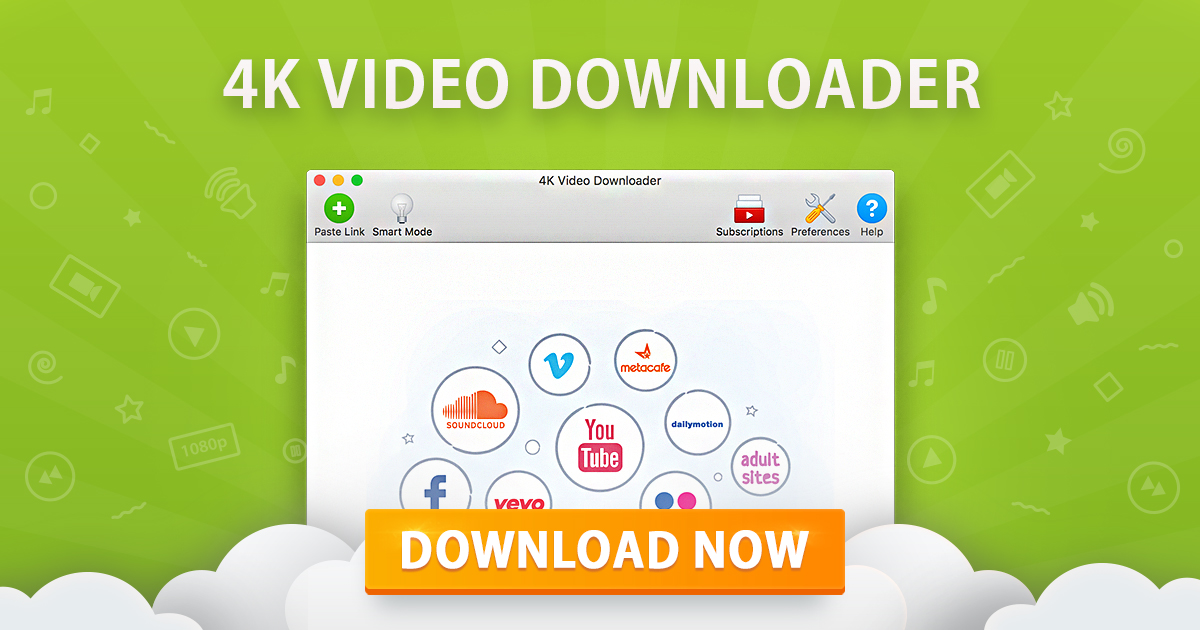 4K VIDEO DOWNLOADER
4K Video Downloader
Paste Link
Smart Mode
Subscriptions
Preferences
?
Help
metacafe
SOUNDCLOUD
You
Tube
dailymotion
adult
sites
1080p
f
vevo
DOWNLOAD NOW